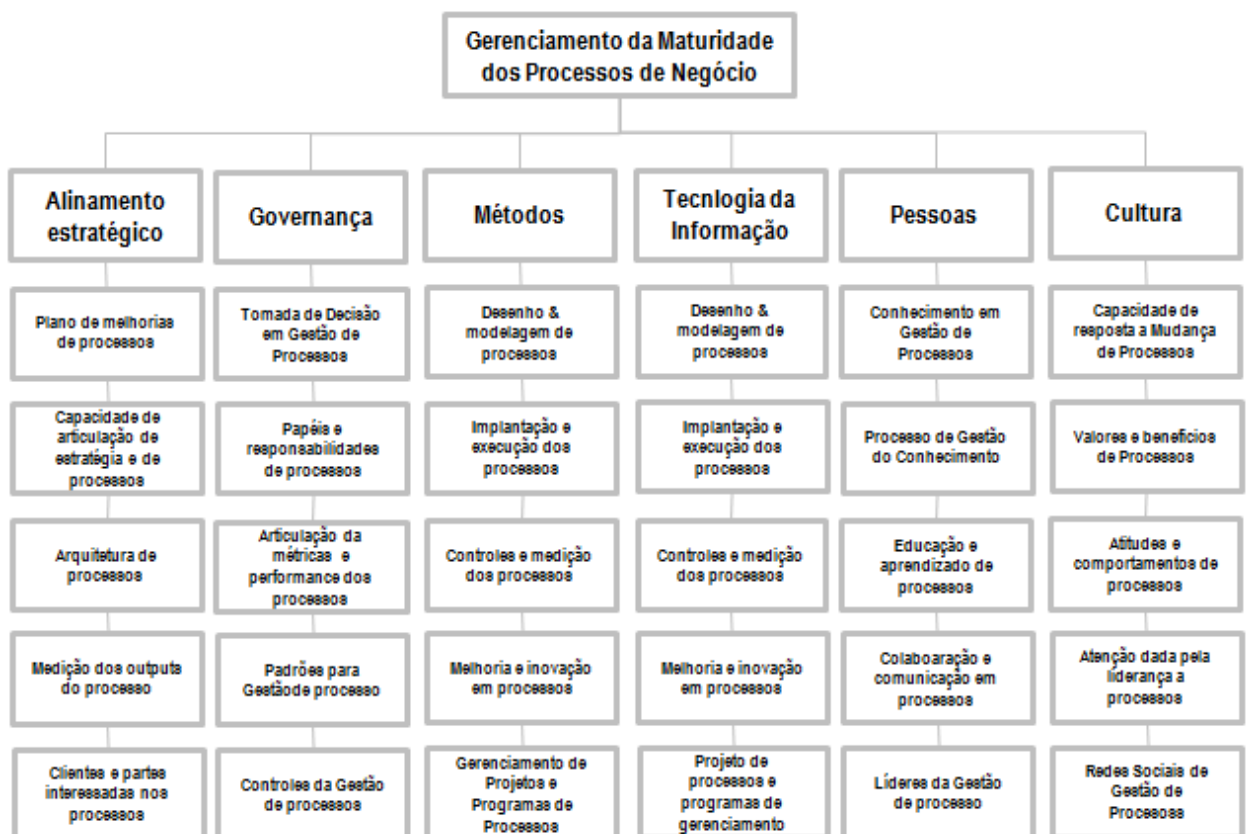 Gerenciamento da Maturidade
dos Processos de Negócio
Alinamento
estratégico
Governança
Métodos
Tecnlogia da
Informação
Pessoas
Cultura
Plano de melhorias
de processos
Tomada de Decisão
em Gestão de
Processos
Desenho &
modelagem de
processos
Desenho &
modelagem de
processos
Conhecimento em
Gestão de
Processos
Capacidade de
resposta a Mudança
de Processos
Capacidade de
articulação de
estratégia e de
processos
Papéis e
responsabilidades
de processos
Implantação e
execução dos
processos
Implantação e
execução dos
processos
Processo de Gestão
do Conhecimento
Valores e benefícios
de Processos
Arquitetura de
processos
Articulação da
métricas e
performance dos
processos
Controles e medição
dos processos
Controles e medição
dos processos
Educação e
aprendizado de
processos
Atitudes e
comportamentos de
processos
Medição dos outputs
do processo
Padrões para
Gestãode processo
Melhoria e inovação
em processos
Melhoria e inovação
em processos
Colaboaração e
comunicação em
processos
Atenção dada pela
liderança a
processos
Clientes e partes
interessadas nos
processos
Controles da Gestão
de processos
Gerenciamento de
Projetos e
Programas de
Processos
Projeto de
processos e
programas de
gerenciamento
Líderes da Gestão
de processo
Redes Sociais de
Gestão de
Processos